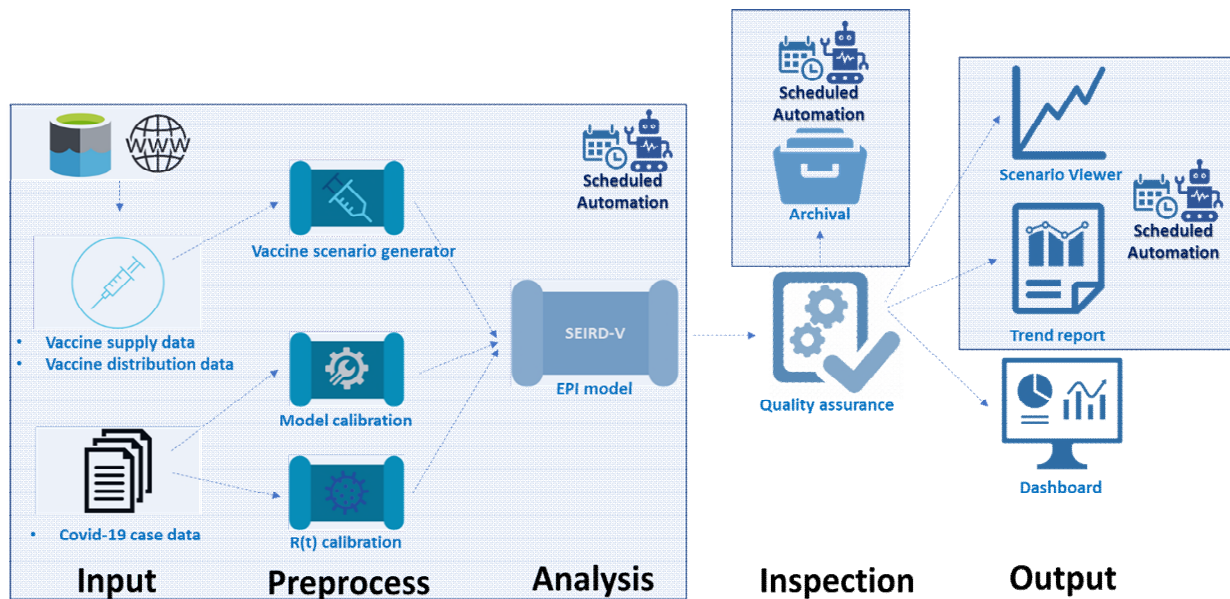 WWW
Scheduled
Automation
Vaccine scenario generator
• Vaccine supply data
• Vaccine distribution data
Model calibration
• Covid-19 case data
R(t) calibration
SEIRD-V
EPI model
Scheduled
Automation
Archival
Quality assurance
Scenario Viewer
Scheduled
Automation
Trend report
Dashboard
Input
Preprocess
Analysis
Inspection
Output